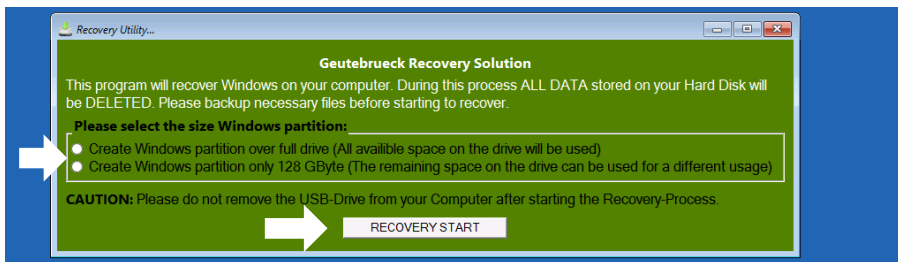 Recovery Utility...
Geutebrueck Recovery Solution
This program will recover Windows on your computer. During this process ALL DATA stored on your Hard Disk will
be DELETED. Please backup necessary files before starting to recover.
Please select the size Windows partition:
Create Windows partition over full drive (All availible space on the drive will be used)
Create Windows partition only 128 GByte (The remaining space on the drive can be used for a different usage)
CAUTION: Please do not remove the USB-Drive from your Computer after starting the Recovery-Process.
RECOVERY START